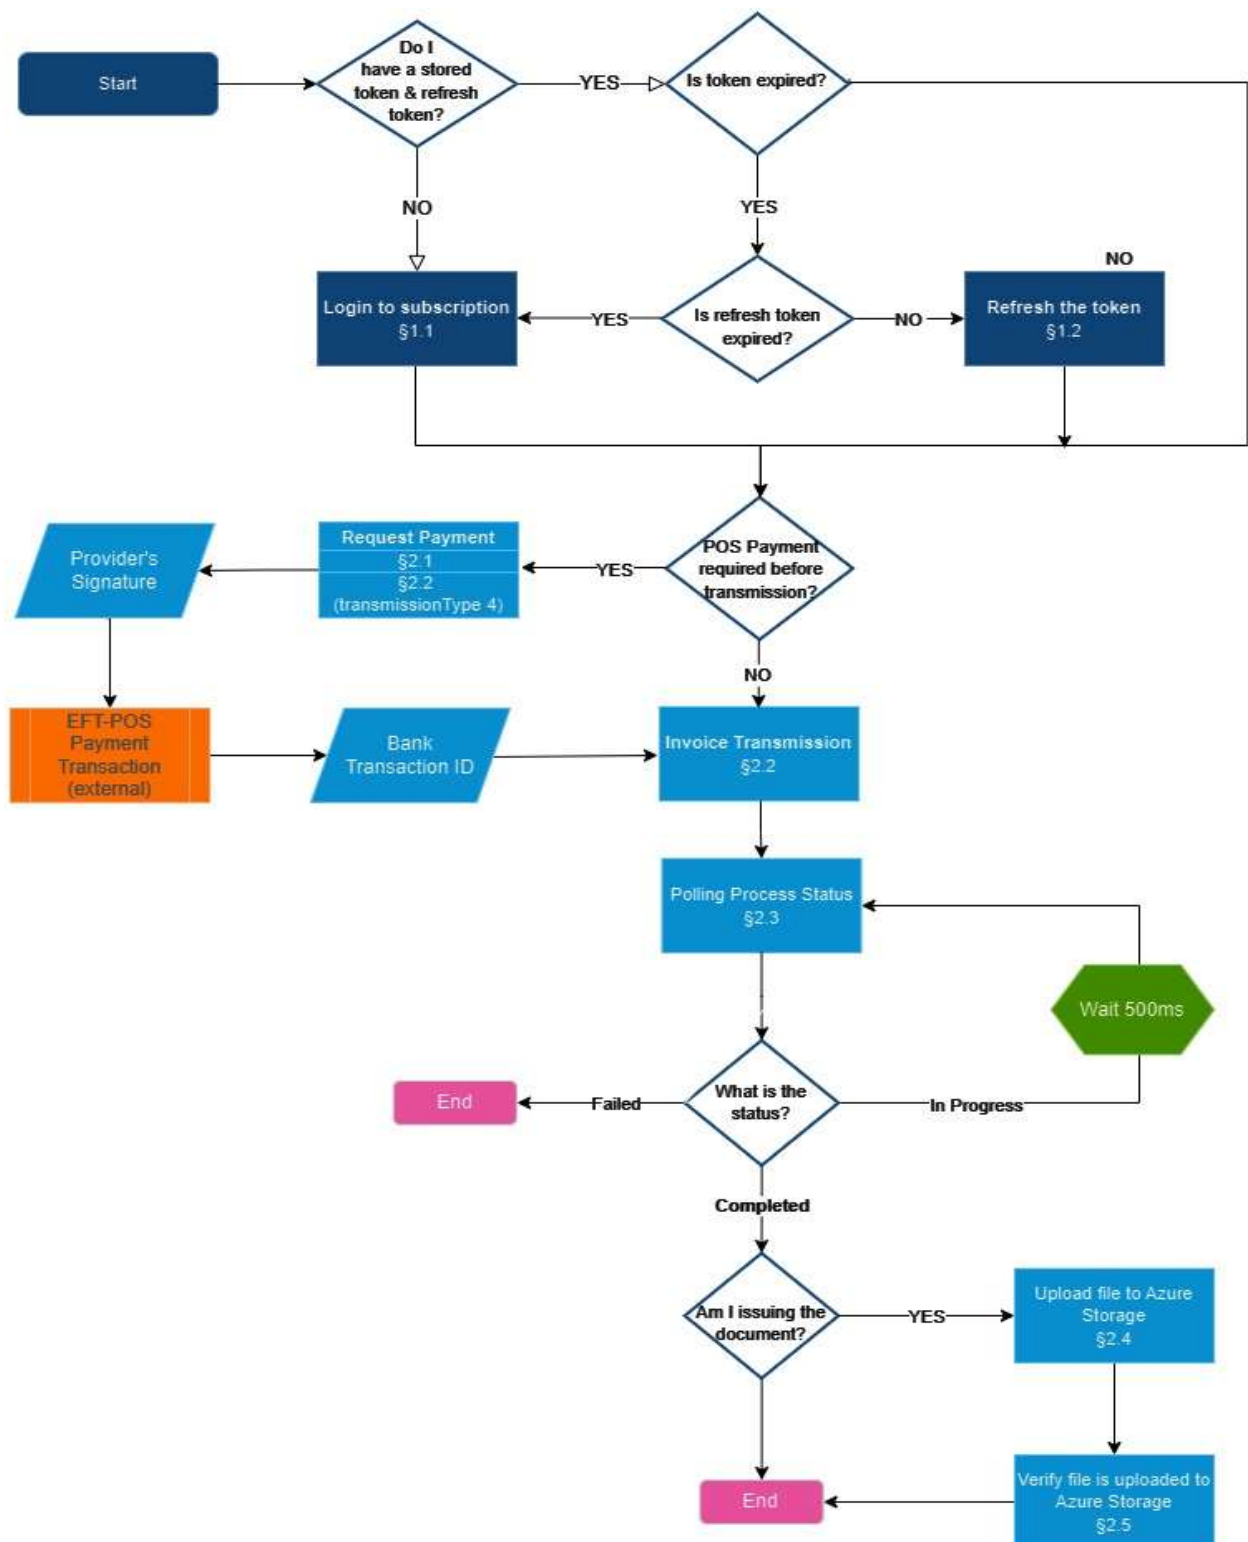 Start
Do I
have a stored
token & refresh
token?
YES
Is token expired?
NO
YES
NO
Login to subscription
§1.1
YES
Is refresh token
expired?
NO
Refresh the token
§1.2
Provider's
Signature
Request Payment
§2.1
§2.2
(transmissionType 4)
YES
POS Payment
required before
transmission?
NO
EFT-POS
Payment
Transaction
(external)
Bank
Transaction ID
Invoice Transmission
§2.2
Polling Process Status
§2.3
Wait 500ms
End
Failed
What is the
status?
In Progress
Completed
Am I issuing the
document?
YES
Upload file to Azure
Storage
§2.4
End
Verify file is uploaded to
Azure Storage
§2.5